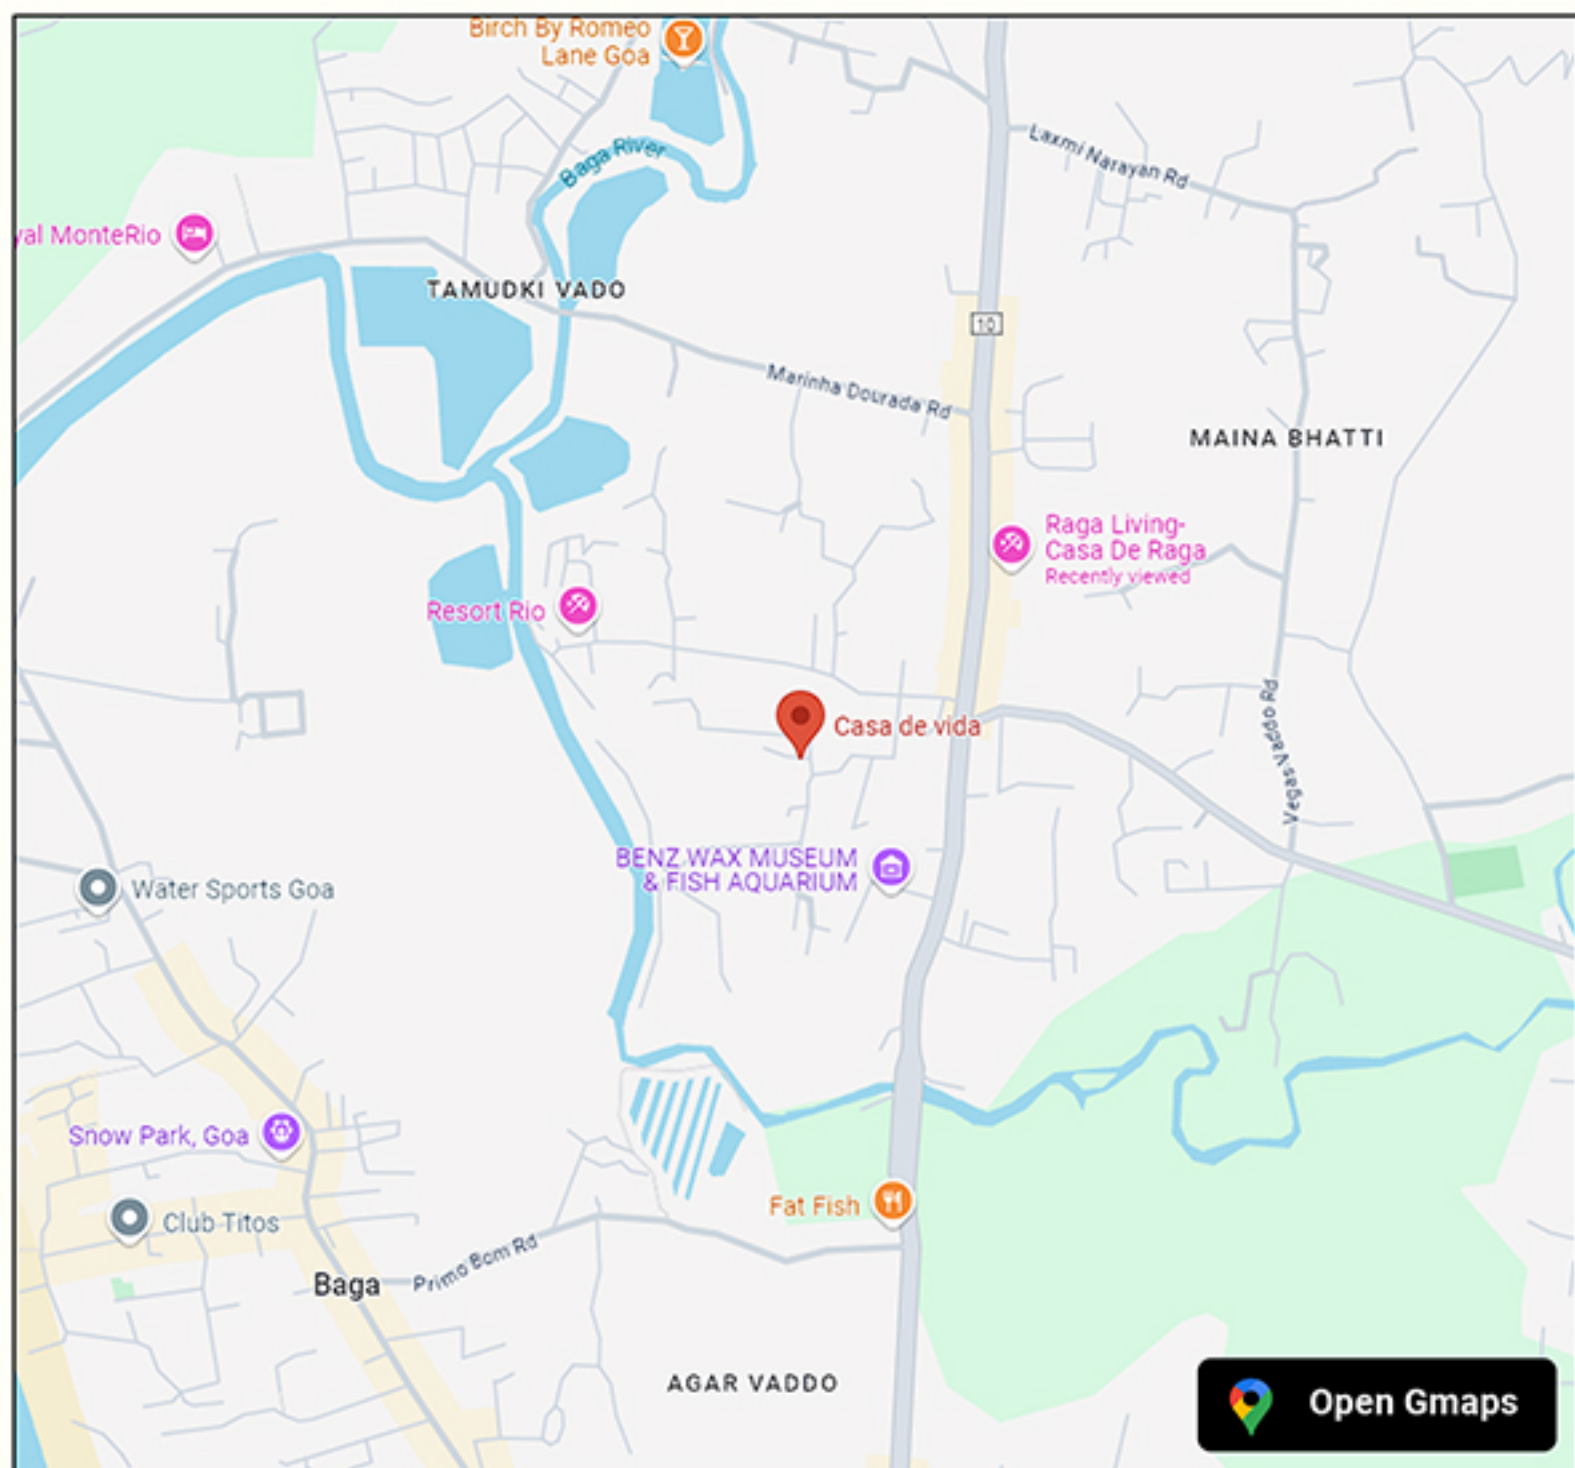 Birch By Romeo
Lane Goa
Baga River
Laxmi Narayan Rd
yal MonteRio
TAMUDKI VADO
10
Marinha Dourada Rd
MAINA BHATTI
Raga Living-
Casa De Raga
Recently viewed
Resort Rio
Casa de vida
Vegas Vaddo Rd
BENZ WAX MUSEUM
& FISH AQUARIUM
Water Sports Goa
Snow Park, Goa
Fat Fish
Club Titos
Primo Bom Rd
Baga
AGAR VADDO
Open Gmaps